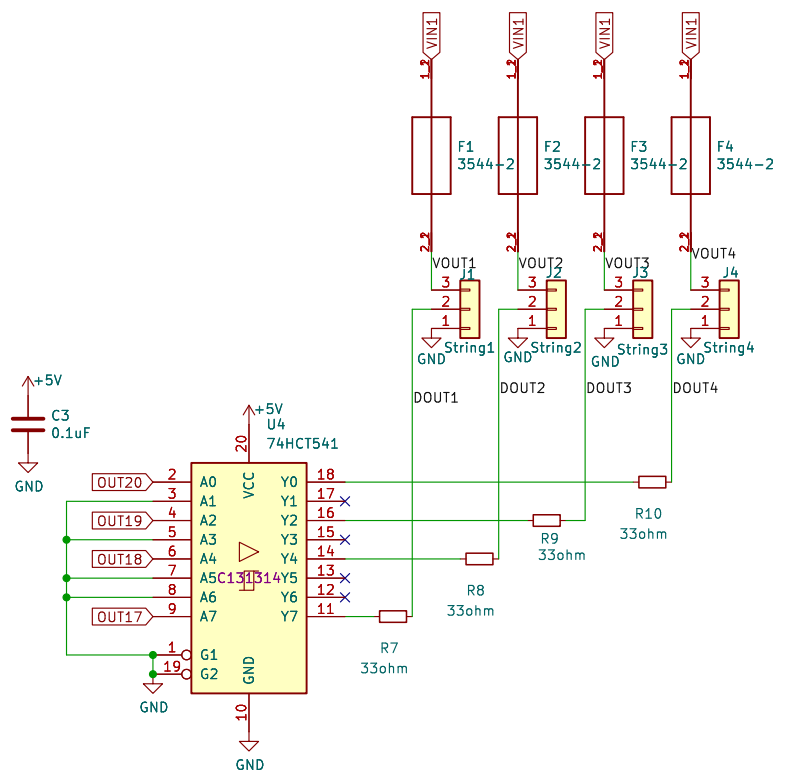 VIN1 VIN1 VIN1 VIN1
1 1 1 1
F1 F2 F3 F4
3544-2 3544-2 3544-2 3544-2
2 2 2 2
VOUT1 VOUT2 VOUT3 VOUT4
J1 J2 J3 J4
3 3 3 3
2 2 2 2
1 1 1 1
GND String1 GND String2 GND String3 GND String4
DOUT1 DOUT2 DOUT3 DOUT4
+5V
C3
0.1uF
GND
+5V
U4
74HCT541
20
VCC
OUT20 2 A0 Y0 18
3 A1 Y1 17
OUT19 4 A2 Y2 16
5 A3 Y3 15
OUT18 6 A4 Y4 14
7 A5 C131314 Y5 13
8 A6 Y6 12
OUT17 9 A7 Y7 11
1 G1
19 G2
GND
GND
10
GND
R10
33ohm
R9
33ohm
R8
33ohm
R7
33ohm